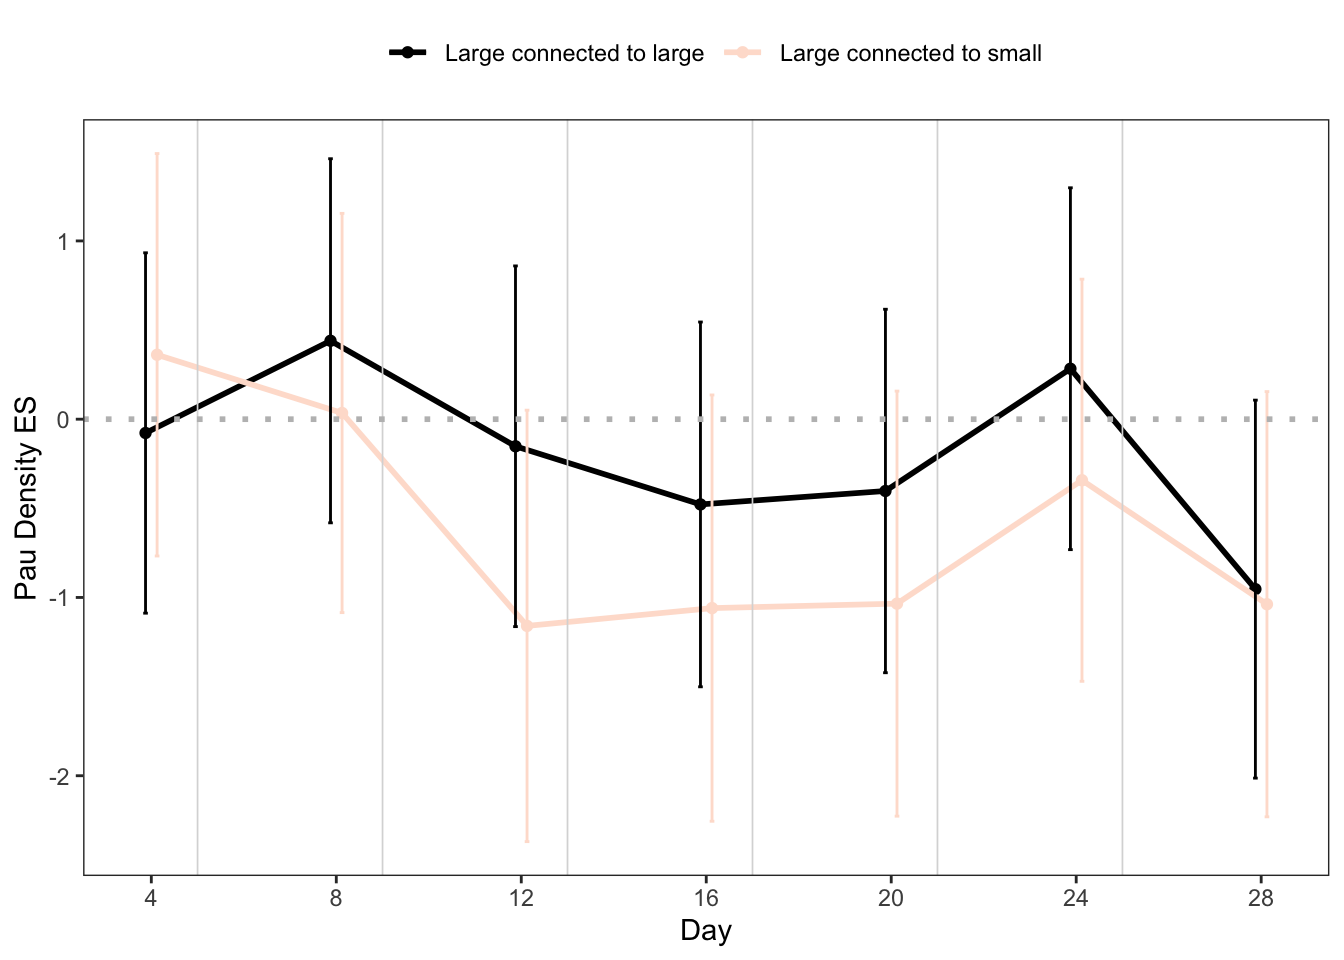 Large connected to large Large connected to small
Pau Density ES
1
0
-1
-2
4 8 12 16 20 24 28
Day